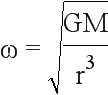 ω = √(GM/r³)